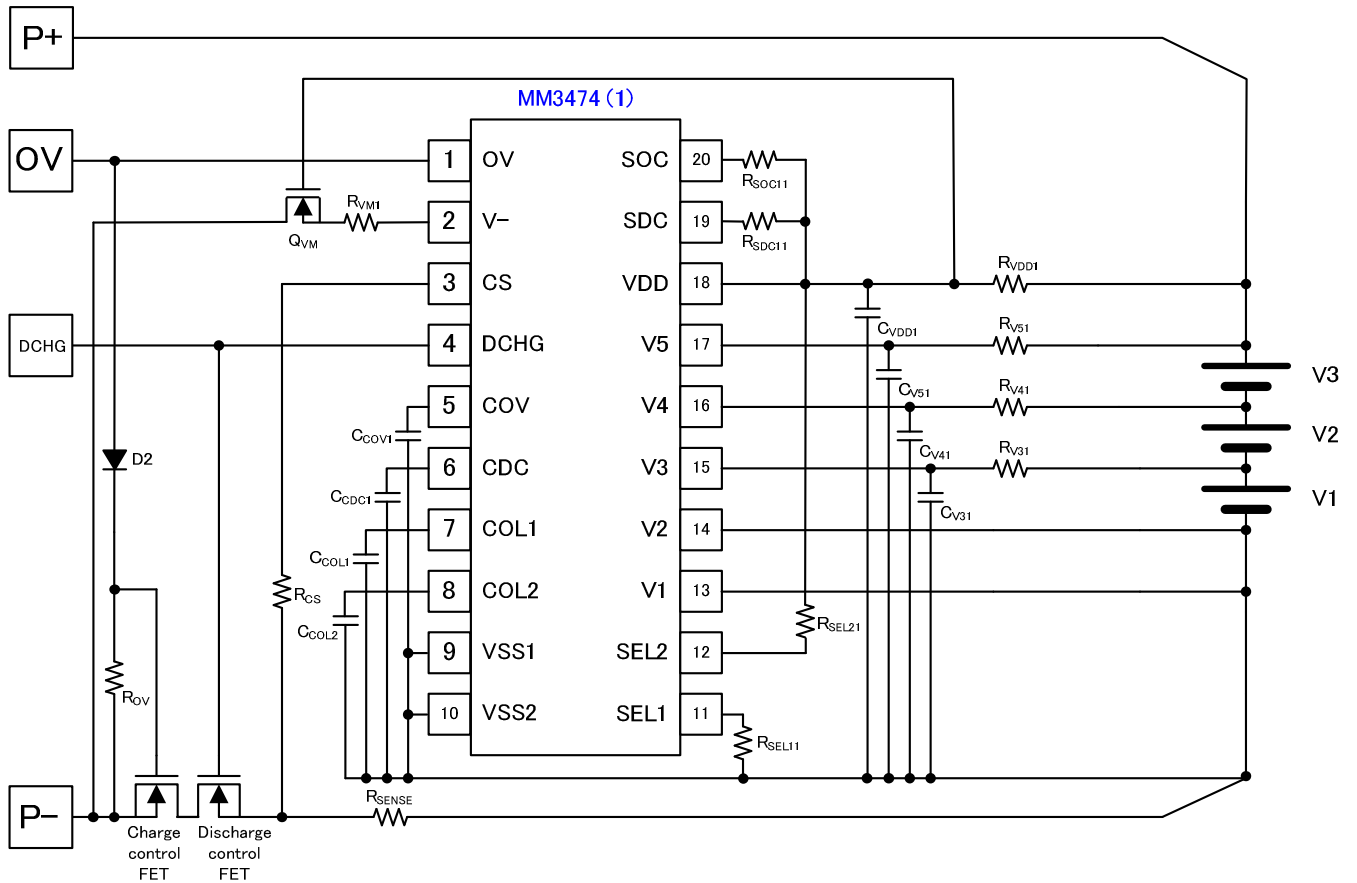 P+
MM3474 (1)
OV
1
OV
SOC
20
RSOC11
RVM1
QVM
2
V-
SDC
19
RSDC11
3
CS
VDD
18
RVDD1
CVDD1
DCHG
4
DCHG
V5
17
RV51
CV51
V3
5
COV
V4
16
RV41
CV41
V2
CCOV1
D2
6
CDC
V3
15
RV31
CV31
V1
CCDC1
7
COL1
V2
14
CCOL1
RCS
8
COL2
V1
13
CCOL2
RSEL21
9
VSS1
SEL2
12
ROV
10
VSS2
SEL1
11
RSEL11
P-
RSENSE
Charge
control
FET
Discharge
control
FET